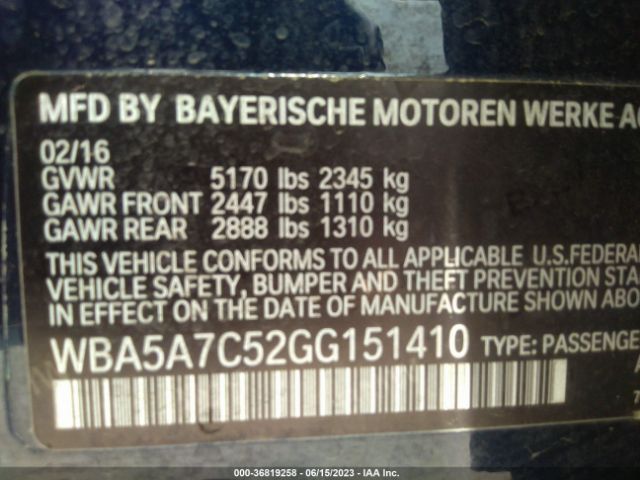 MFD BY BAYERISCHE MOTOREN WERKE AG
02/16
GVWR 5170 lbs 2345 kg
GAWR FRONT 2447 lbs 1110 kg
GAWR REAR 2888 lbs 1310 kg
THIS VEHICLE CONFORMS TO ALL APPLICABLE U.S.FEDERAL
VEHICLE SAFETY, BUMPER AND THEFT PREVENTION STA
IN EFFECT ON THE DATE OF MANUFACTURE SHOWN ABO
WBA5A7C52GG151410 TYPE: PASSENGE
000-36819258 - 06/15/2023 - IAA Inc.